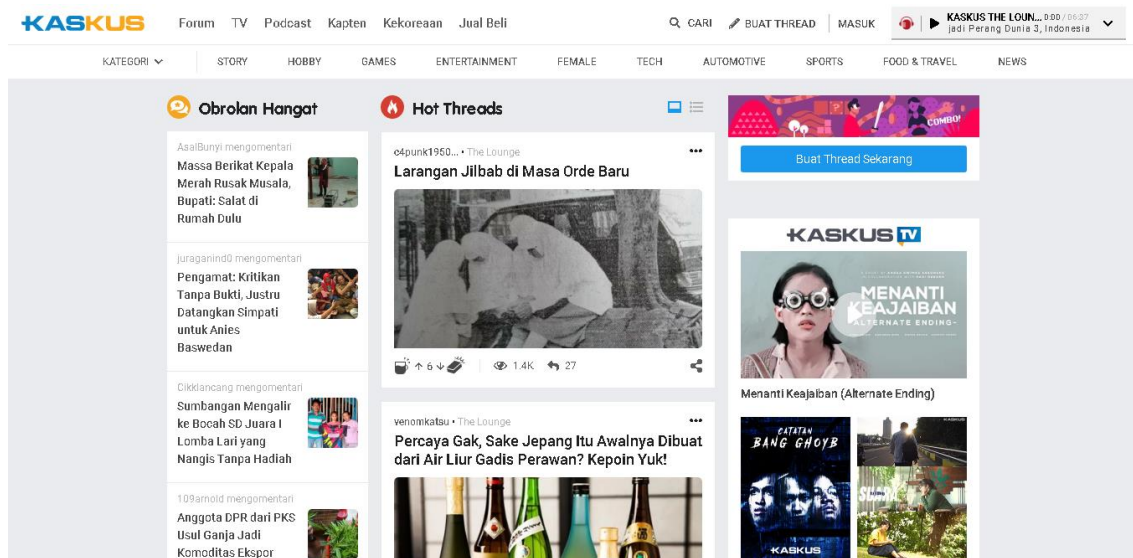 KASKUS
Forum TV Podcast Kapten Kekoreaan Jual Beli
CARI BUAT THREAD MASUK
KASKUS THE LOUN... 0:00 / 06:37
jadi Perang Dunia 3, Indonesia
KATEGORI STORY HOBBY GAMES ENTERTAINMENT FEMALE TECH AUTOMOTIVE SPORTS FOOD & TRAVEL NEWS
Obrolan Hangat
AsalBunyi mengomentari
Massa Berikat Kepala
Merah Rusak Musala,
Bupati: Salat di
Rumah Dulu
juraganind0 mengomentari
Pengamat: Kritikan
Tanpa Bukti, Justru
Datangkan Simpati
untuk Anies
Baswedan
Cikklancang mengomentari
Sumbangan Mengalir
ke Bocah SD Juara I
Lomba Lari yang
Nangis Tanpa Hadiah
109arnold mengomentari
Anggota DPR dari PKS
Usul Ganja Jadi
Komoditas Ekspor
Hot Threads
c4punk1950... • The Lounge
Larangan Jilbab di Masa Orde Baru
6 1.4K 27
venomkatsu • The Lounge
Percaya Gak, Sake Jepang Itu Awalnya Dibuat
dari Air Liur Gadis Perawan? Kepoin Yuk!
COMBO!
Buat Thread Sekarang
KASKUS TV
MENANTI
KEAJAIBAN
-ALTERNATE ENDING-
Menanti Keajaiban (Alternate Ending)
CATATAN
BANG GHOYB
KASKUS
KASKUS
SUARA